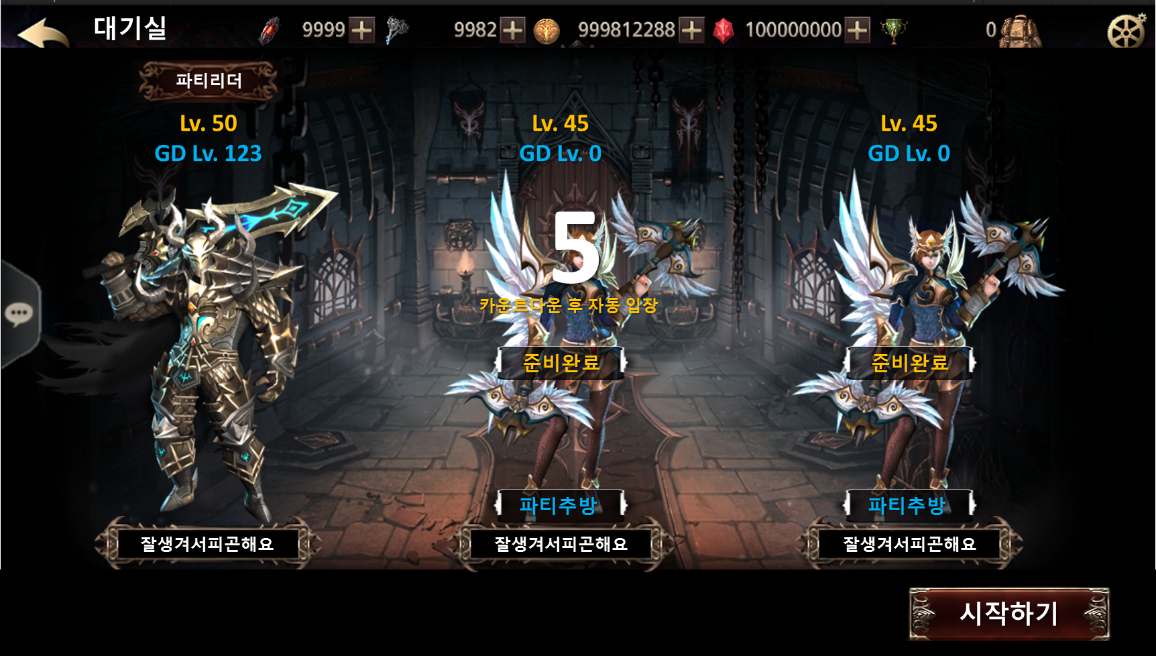 대기실 9999 9982 999812288 100000000 0
파티리더
Lv. 50
GD Lv. 123
Lv. 45
GD Lv. 0
Lv. 45
GD Lv. 0
5
카운트다운 후 자동 입장
준비완료
준비완료
파티추방
파티추방
잘생겨서피곤해요
잘생겨서피곤해요
잘생겨서피곤해요
시작하기